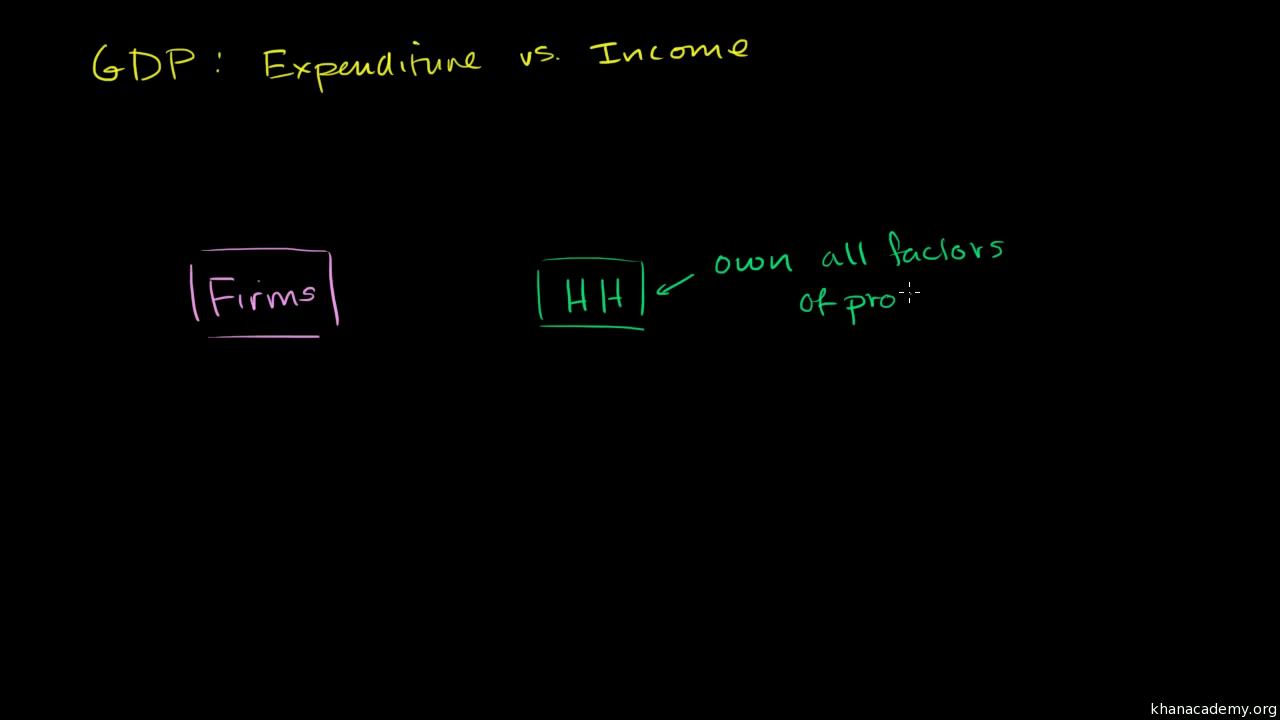 GDP: Expenditure vs. Income
own all factors
Firms
HH
of pro
khanacademy.org